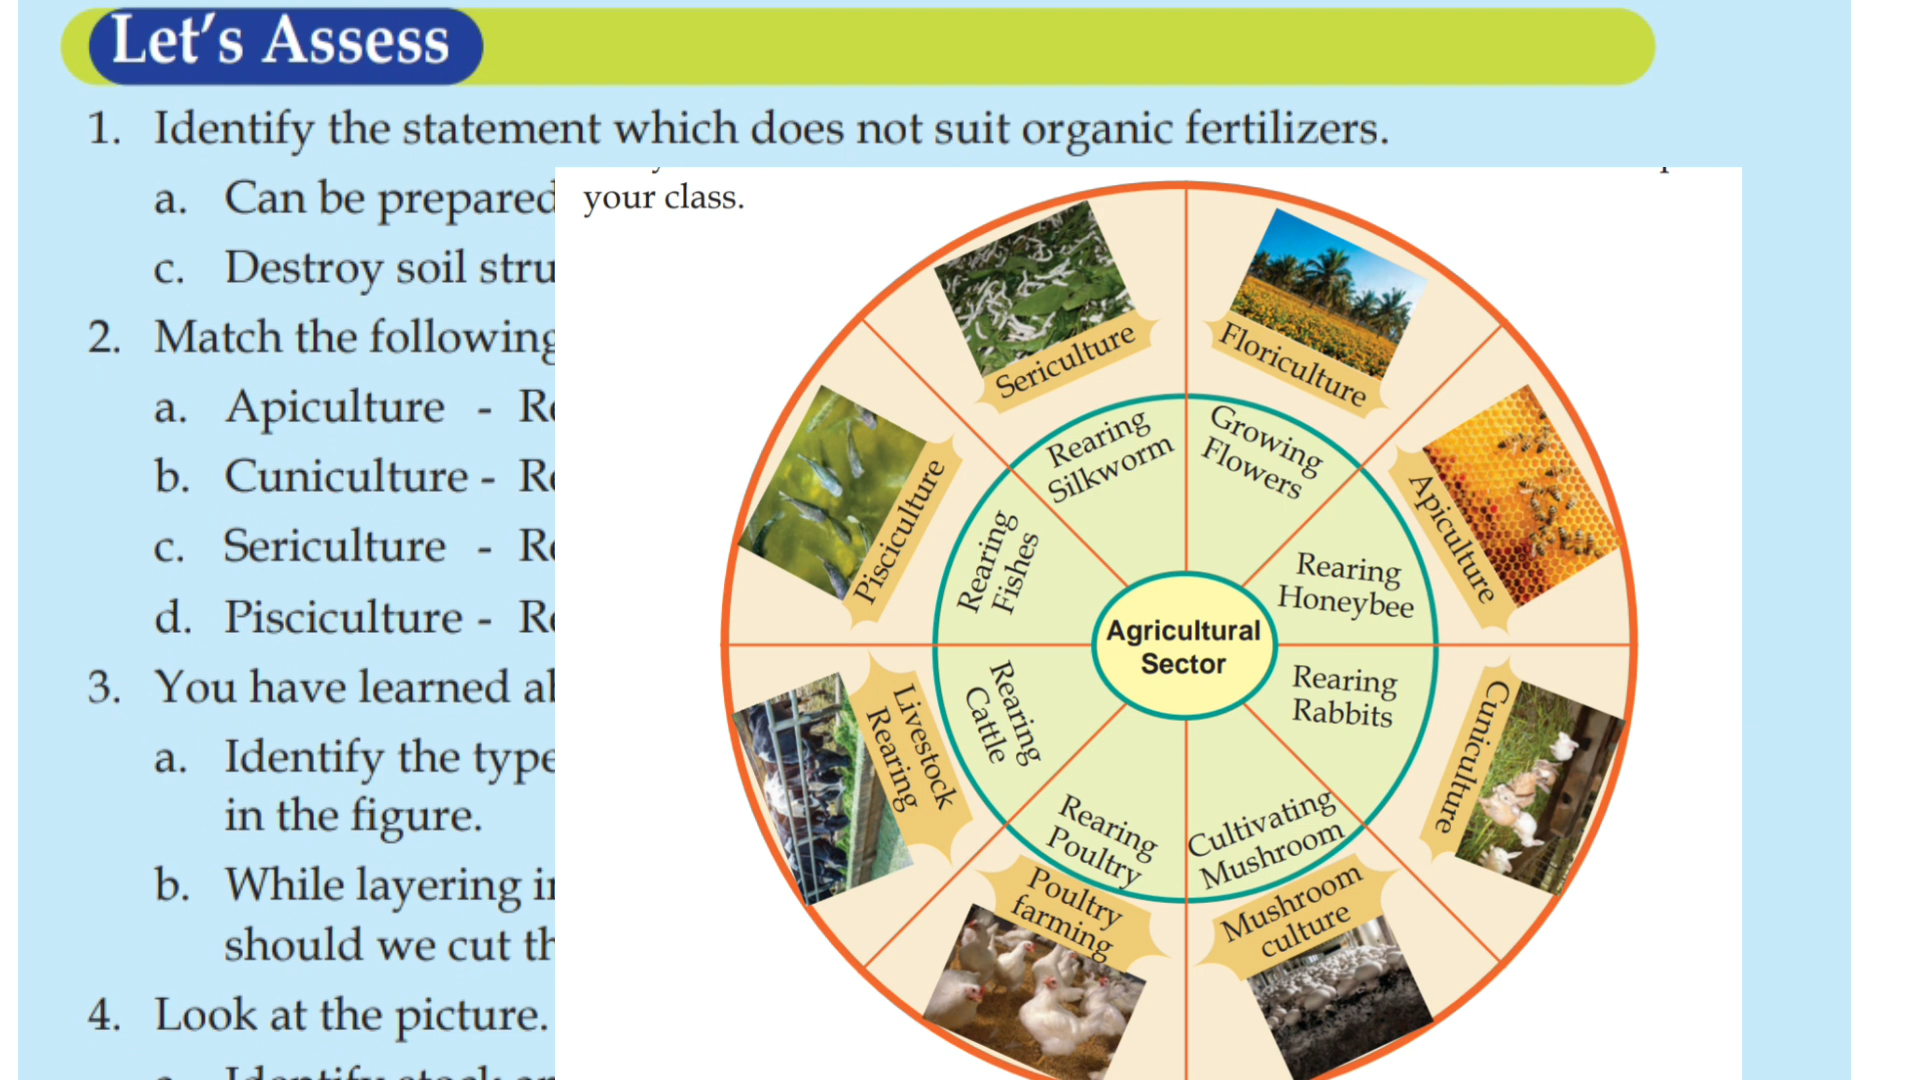 Let's Assess
1. Identify the statement which does not suit organic fertilizers.
a. Can be prepared
c. Destroy soil
2. Match the following
a. Apiculture -
b. Cuniculture -
c. Sericulture -
d. Pisciculture -
3. You have learned
a. Identify the type
in the figure.
b. While layering
should we cut
4. Look at the picture.
your class.
Sericulture
Floriculture
Pisciculture
Apiculture
Rearing
Silkworm
Growing
Flowers
Rearing
Fishes
Rearing
Honeybee
Agricultural
Sector
Livestock
Rearing
Rearing
Cattle
Rearing
Rabbits
Cuniculture
Rearing
Poultry
Cultivating
Mushroom
Poultry
farming
Mushroom
culture